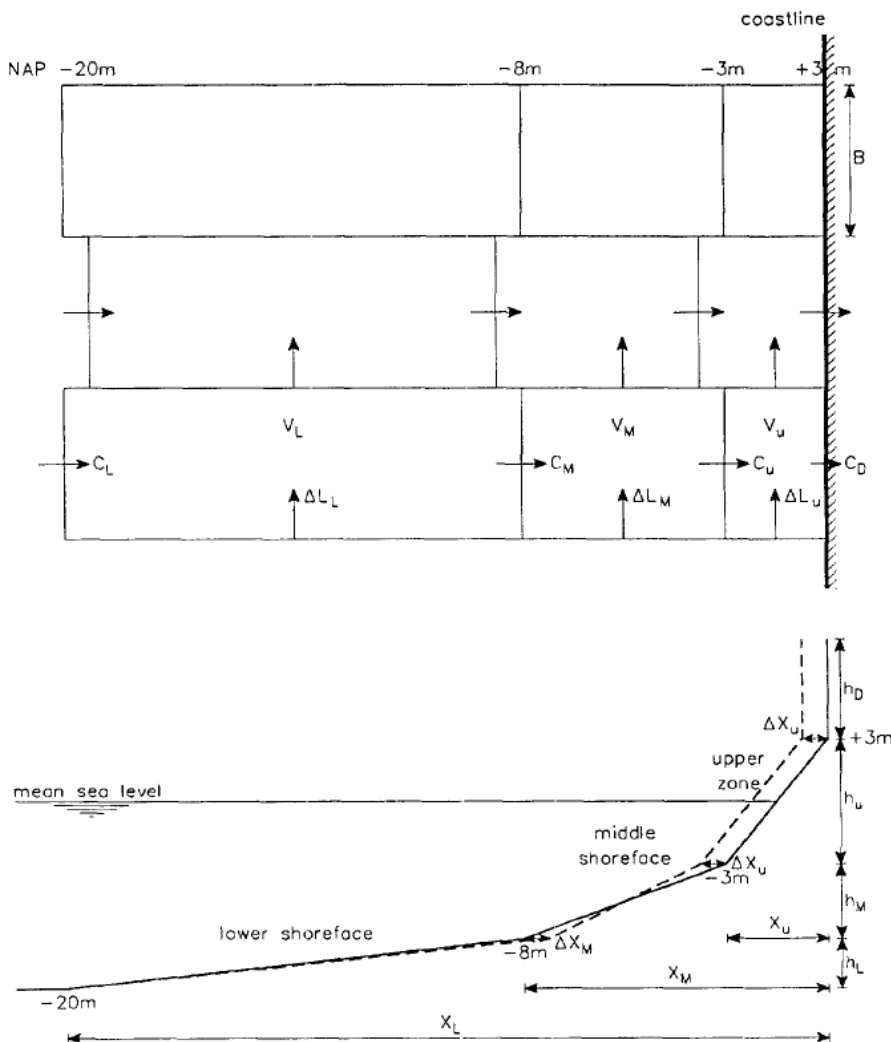 coastline
NAP -20m -8m -3m +3m
B
V_L V_M V_u
C_L C_M C_u C_D
ΔL_L ΔL_M ΔL_u
h_D
ΔX_u +3m
upper
zone
mean sea level
h_u
middle
shoreface
ΔX_u
-3m
h_M
lower shoreface
X_u
-8m ΔX_M
h_L
-20m
X_M
X_L